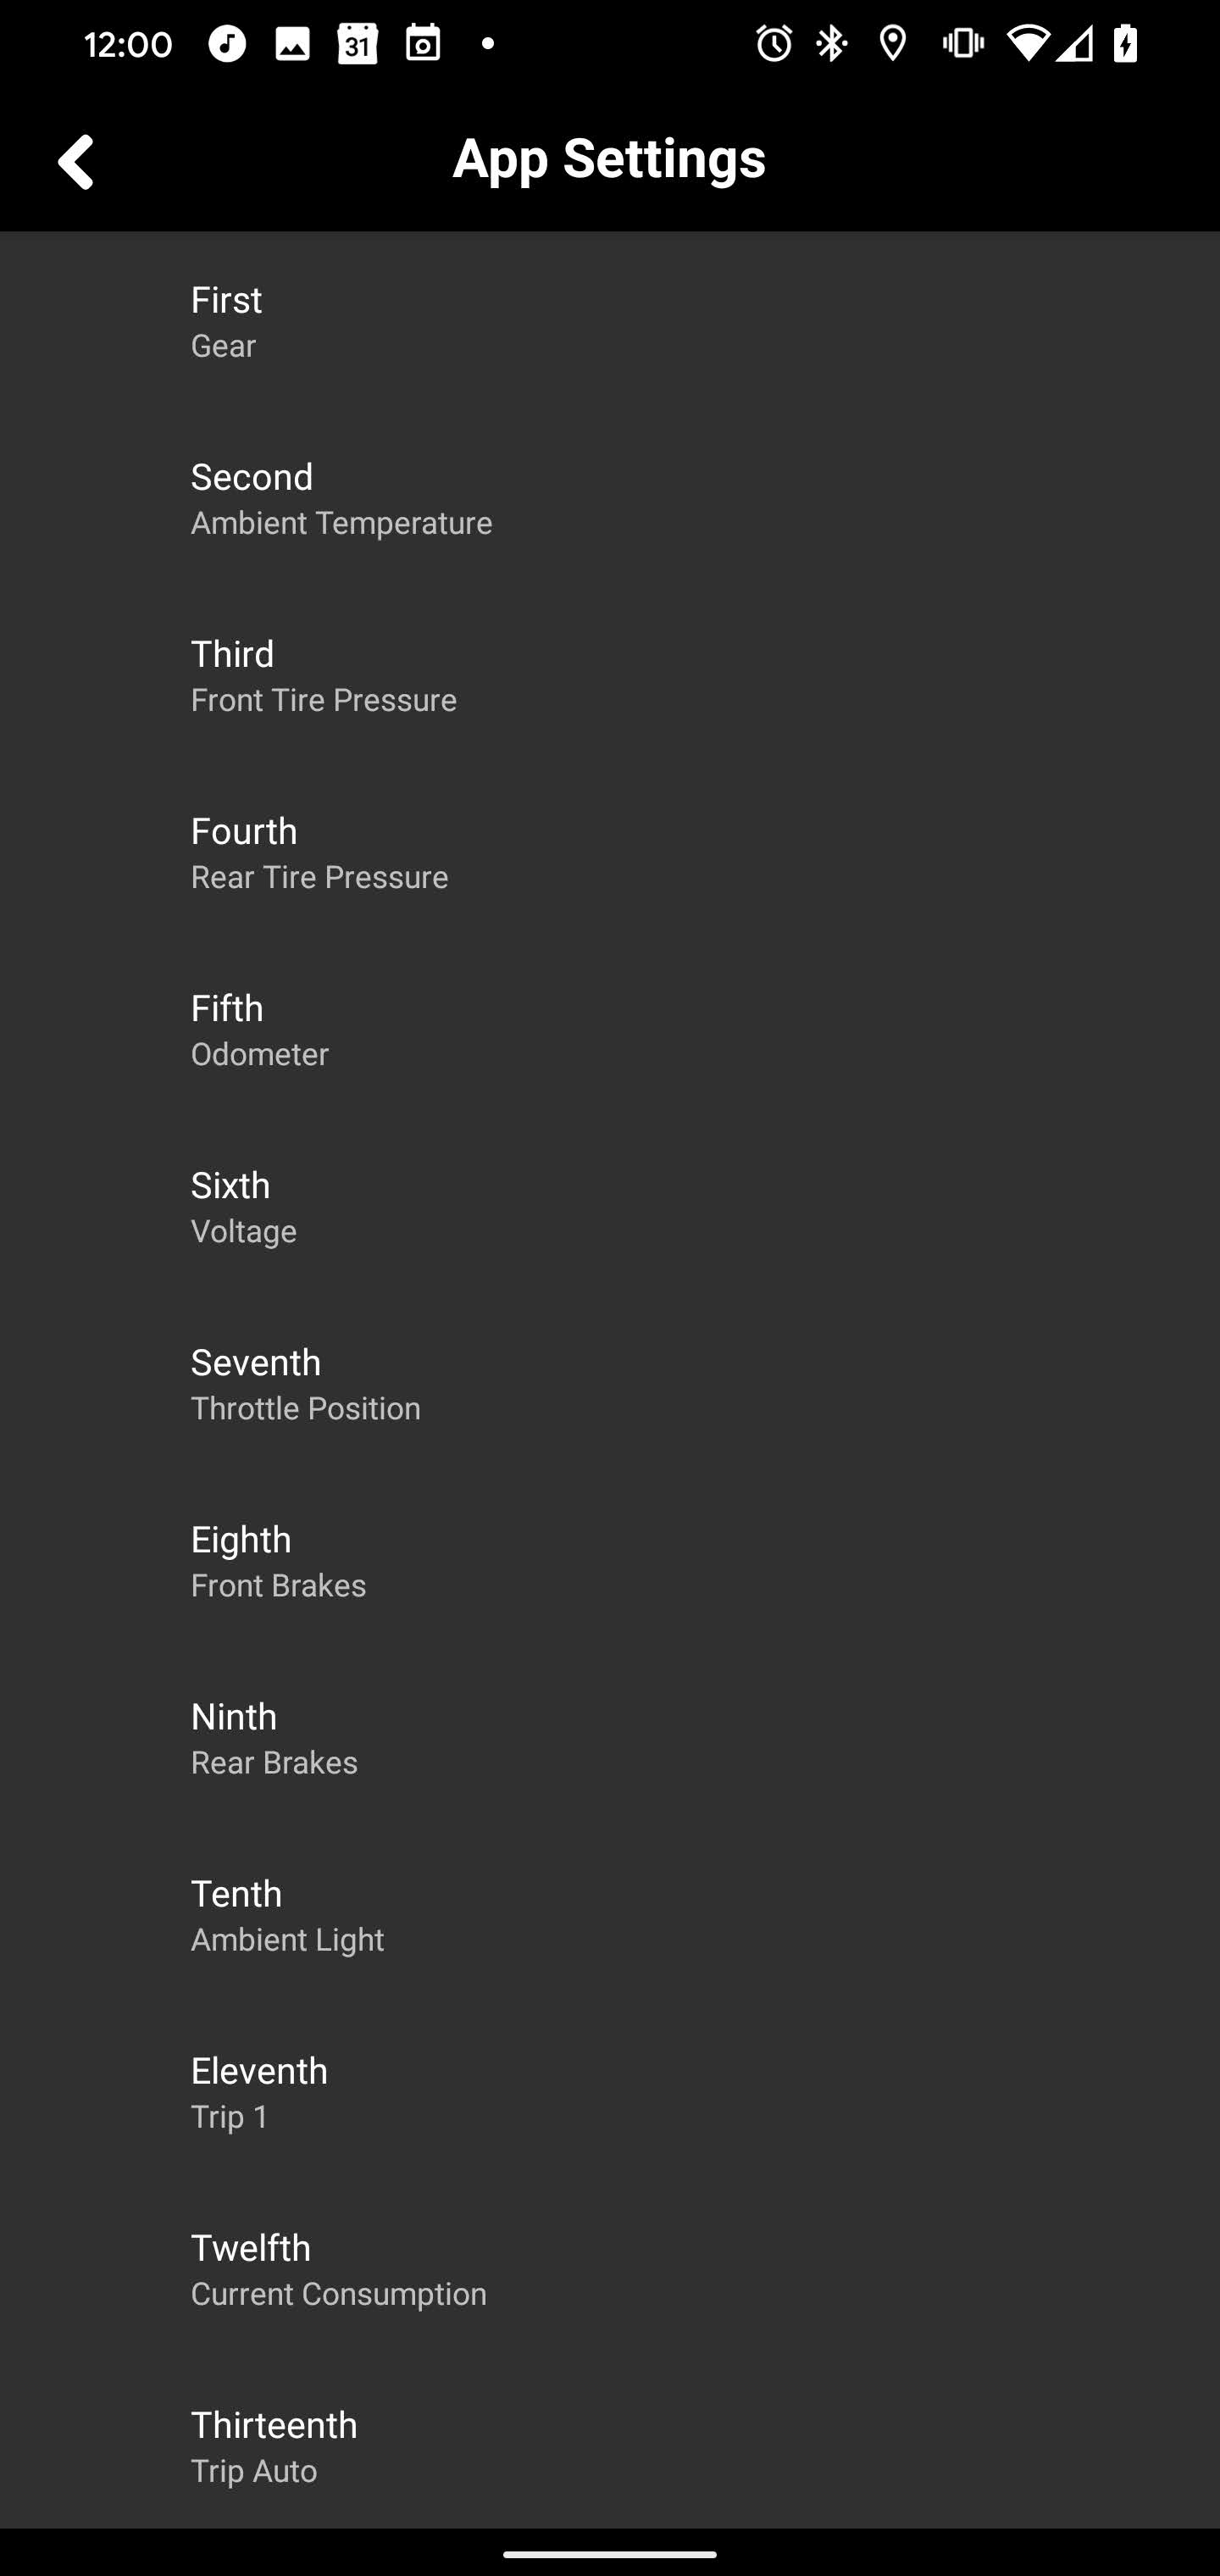 12:00
31
App Settings
First
Gear
Second
Ambient Temperature
Third
Front Tire Pressure
Fourth
Rear Tire Pressure
Fifth
Odometer
Sixth
Voltage
Seventh
Throttle Position
Eighth
Front Brakes
Ninth
Rear Brakes
Tenth
Ambient Light
Eleventh
Trip 1
Twelfth
Current Consumption
Thirteenth
Trip Auto